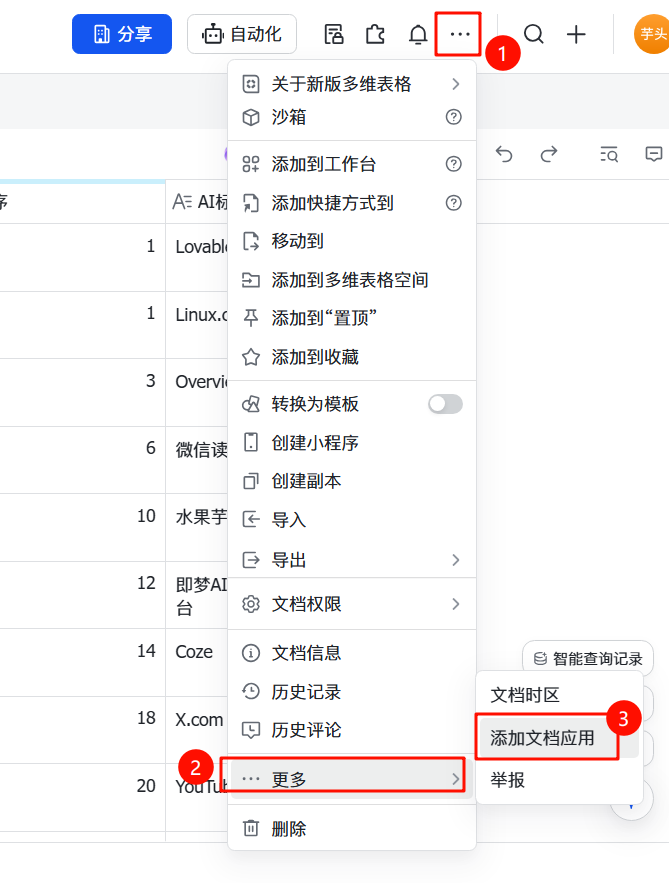 分享
自动化
芋头
1
关于新版多维表格
沙箱
添加到工作台
添加快捷方式到
移动到
添加到多维表格空间
添加到“置顶”
添加到收藏
转换为模板
创建小程序
创建副本
导入
导出
文档权限
文档信息
历史记录
历史评论
2
更多
删除
文档时区
3
添加文档应用
举报
智能查询记录
序
AI标
1
Lovable
1
Linux.
3
Overvi
6
微信读
10
水果芋
12
即梦AI
台
14
Coze
18
X.com
20
YouTub